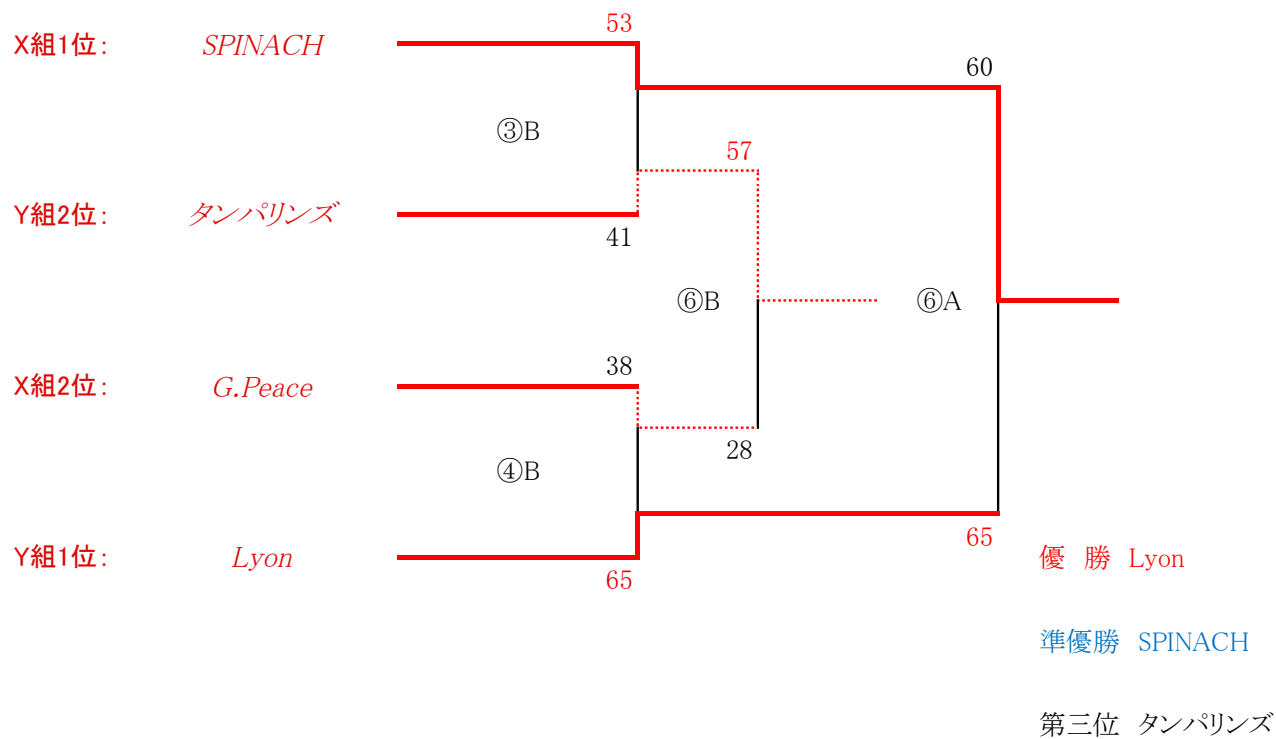 53
X組1位： SPINACH
60
③B
57
Y組2位： タンパリンズ
41
⑥B ⑥A
38
X組2位： G.Peace
28
④B
65
優　勝 Lyon
Y組1位： Lyon
65
準優勝 SPINACH
第三位 タンパリンズ